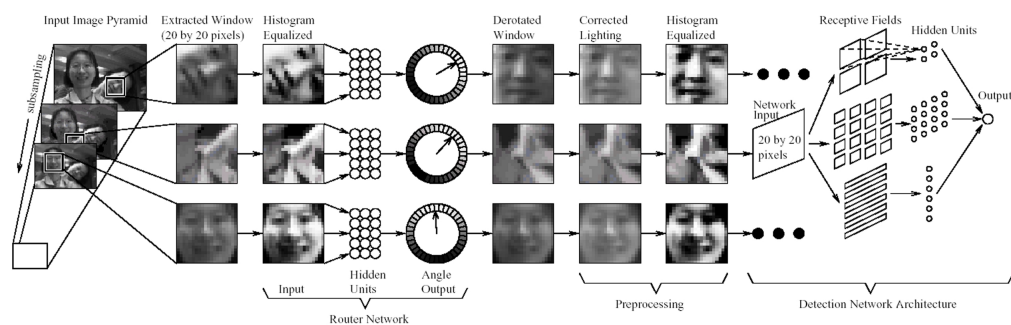 Input Image Pyramid
Extracted Window
(20 by 20 pixels)
Histogram
Equalized
Derotated
Window
Corrected
Lighting
Histogram
Equalized
Receptive Fields
Hidden Units
subsampling
Network
Input
20 by 20
pixels
Output
Input
Hidden
Units
Angle
Output
Router Network
Preprocessing
Detection Network Architecture